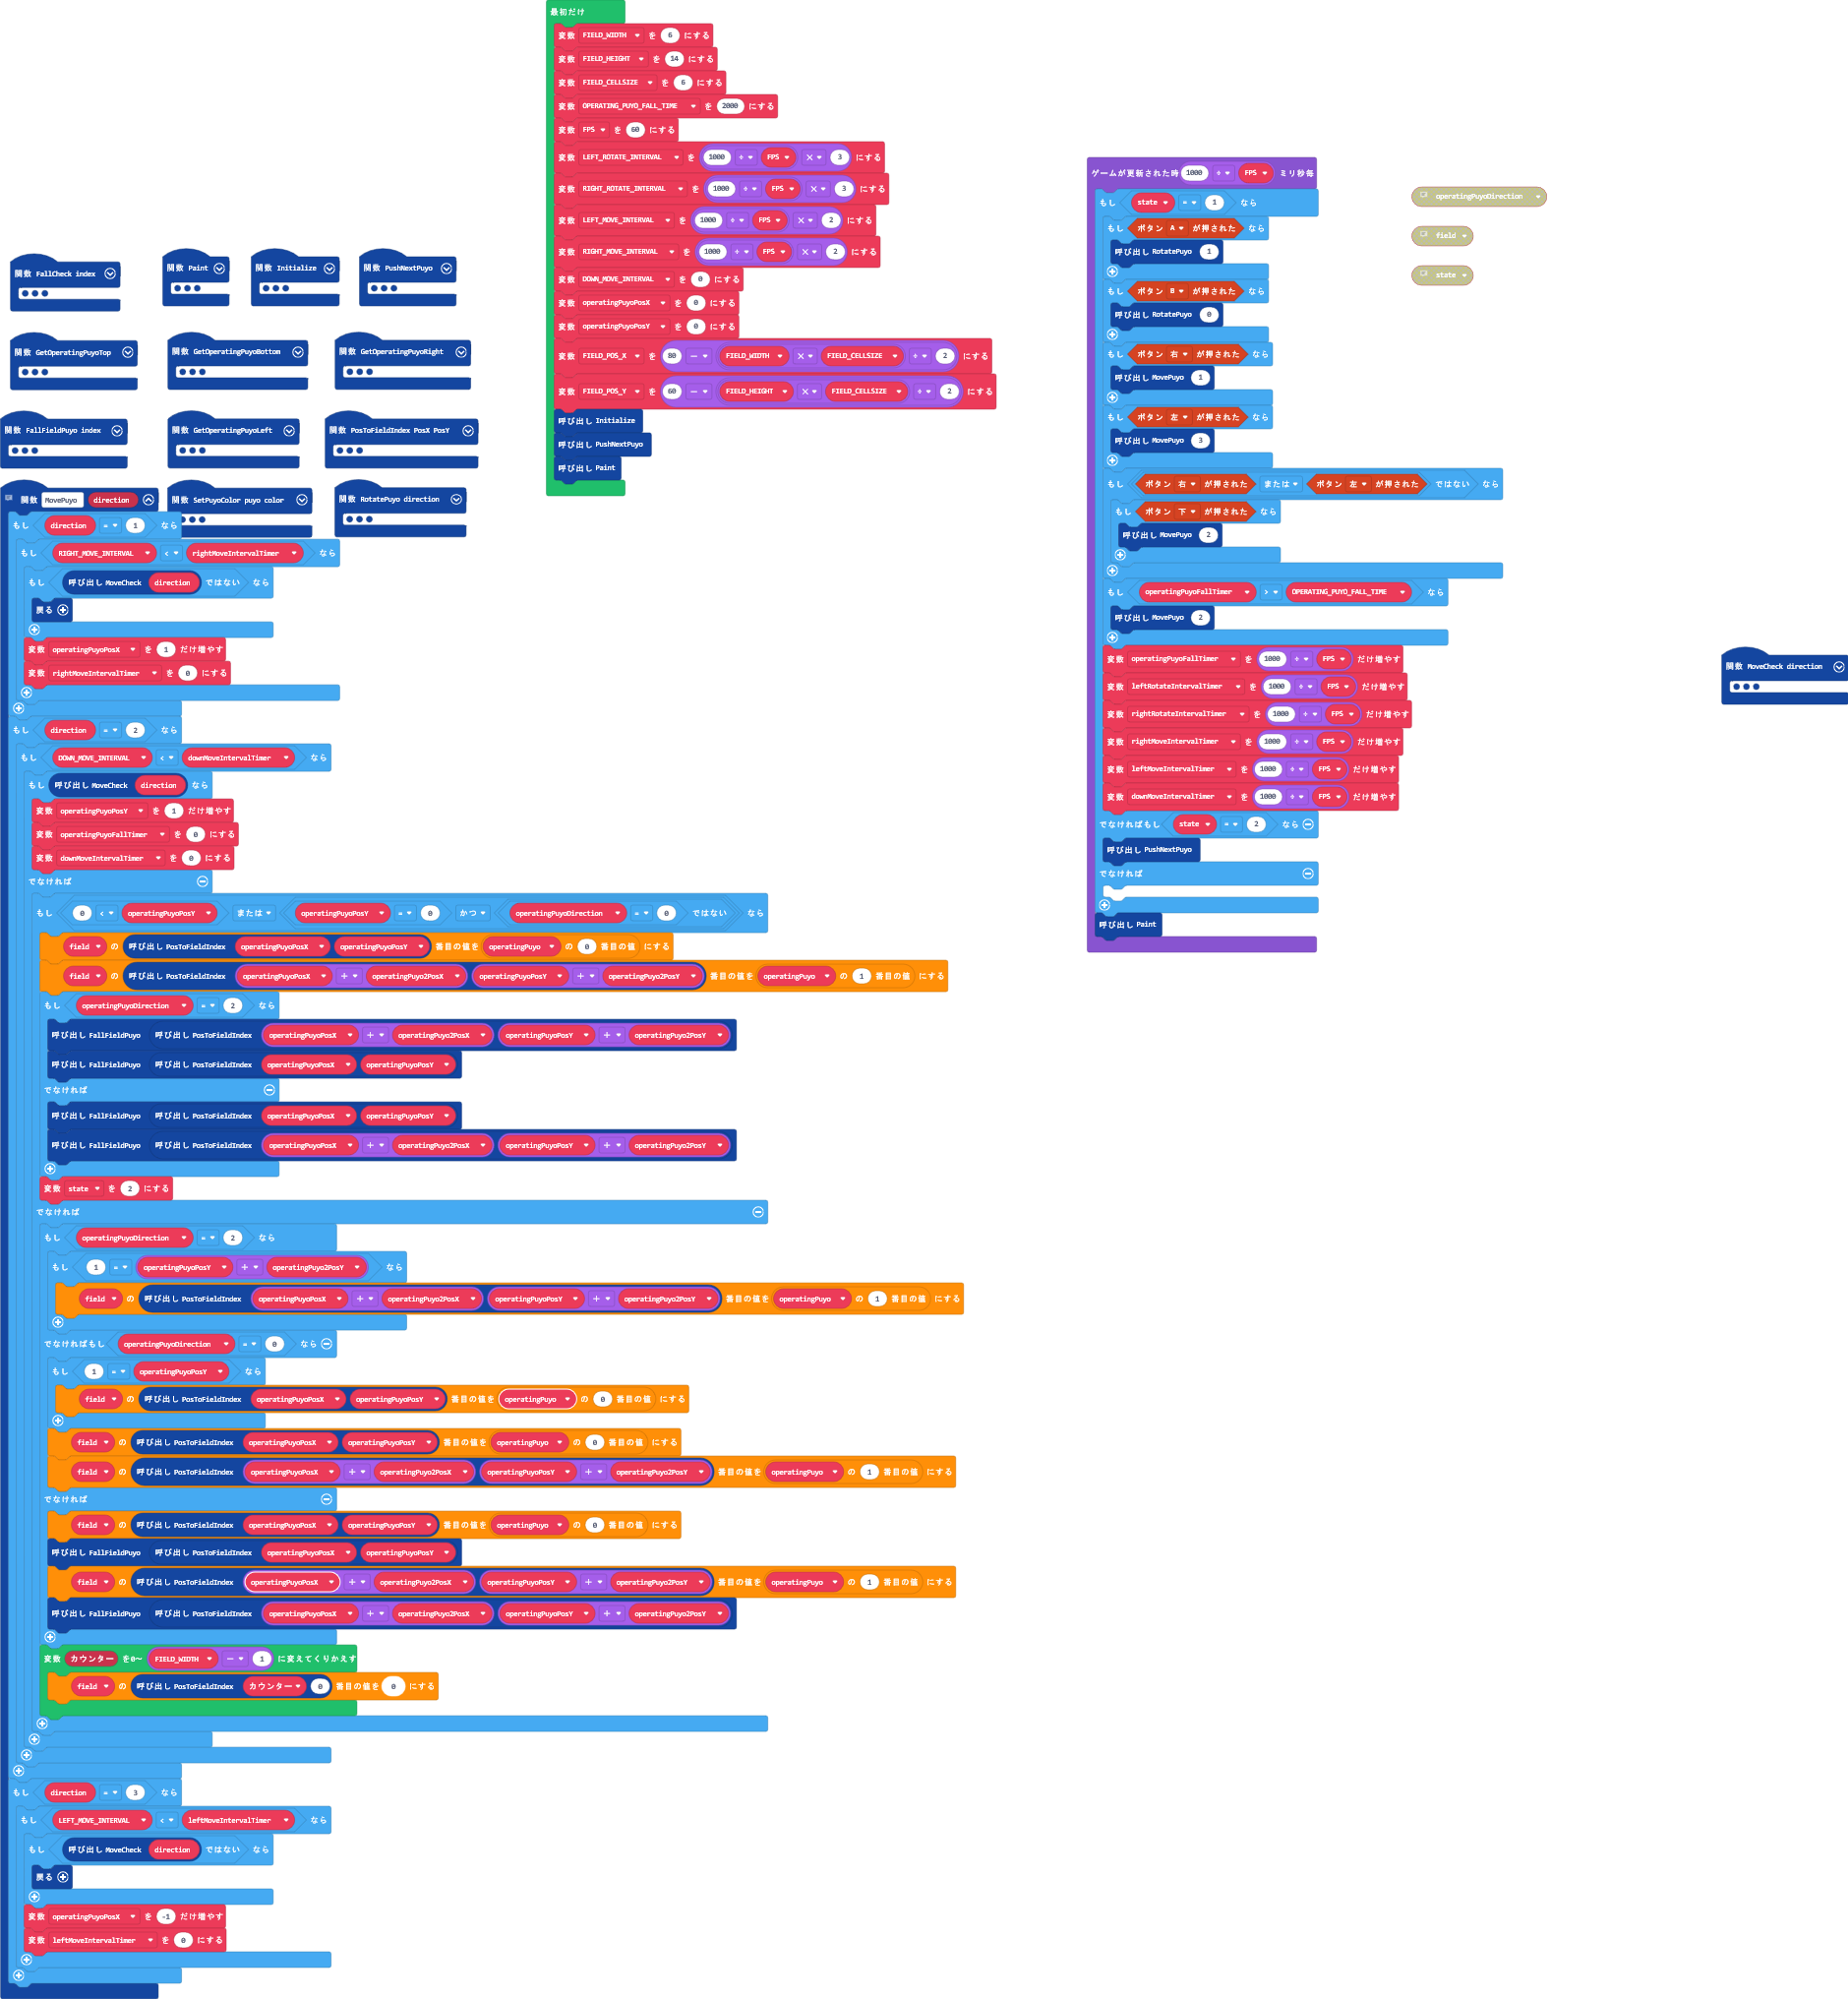 最初だけ
変数 FIELD_WIDTH を 6 にする
変数 FIELD_HEIGHT を 14 にする
変数 FIELD_CELLSIZE を 6 にする
変数 OPERATING_PUYO_FALL_TIME を 2000 にする
変数 FPS を 60 にする
変数 LEFT_ROTATE_INTERVAL を 1000 ÷ FPS × 3 にする
変数 RIGHT_ROTATE_INTERVAL を 1000 ÷ FPS × 3 にする
変数 LEFT_MOVE_INTERVAL を 1000 ÷ FPS × 2 にする
変数 RIGHT_MOVE_INTERVAL を 1000 ÷ FPS × 2 にする
変数 DOWN_MOVE_INTERVAL を 0 にする
変数 operatingPuyoPosX を 0 にする
変数 operatingPuyoPosY を 0 にする
変数 FIELD_POS_X を 80 - FIELD_WIDTH × FIELD_CELLSIZE ÷ 2 にする
変数 FIELD_POS_Y を 60 - FIELD_HEIGHT × FIELD_CELLSIZE ÷ 2 にする
呼び出し Initialize
呼び出し PushNextPuyo
呼び出し Paint
関数 FallCheck index
関数 Paint
関数 Initialize
関数 PushNextPuyo
関数 GetOperatingPuyoTop
関数 GetOperatingPuyoBottom
関数 GetOperatingPuyoRight
関数 FallFieldPuyo index
関数 GetOperatingPuyoLeft
関数 PosToFieldIndex PosX PosY
関数 MovePuyo direction
関数 SetPuyoColor puyo color
関数 RotatePuyo direction
もし direction = 1 なら
もし RIGHT_MOVE_INTERVAL < rightMoveIntervalTimer なら
もし 呼び出し MoveCheck direction ではない なら
戻る
変数 operatingPuyoPosX を 1 だけ増やす
変数 rightMoveIntervalTimer を 0 にする
もし direction = 2 なら
もし DOWN_MOVE_INTERVAL < downMoveIntervalTimer なら
もし 呼び出し MoveCheck direction なら
変数 operatingPuyoPosY を 1 だけ増やす
変数 operatingPuyoFallTimer を 0 にする
変数 downMoveIntervalTimer を 0 にする
でなければ
もし 0 < operatingPuyoPosY または operatingPuyoPosY = 0 かつ operatingPuyoDirection = 0 ではない なら
field の 呼び出し PosToFieldIndex operatingPuyoPosX operatingPuyoPosY 番目の値を operatingPuyo の 0 番目の値 にする
field の 呼び出し PosToFieldIndex operatingPuyoPosX + operatingPuyo2PosX operatingPuyoPosY + operatingPuyo2PosY 番目の値を operatingPuyo の 1 番目の値 にする
もし operatingPuyoDirection = 2 なら
呼び出し FallFieldPuyo 呼び出し PosToFieldIndex operatingPuyoPosX + operatingPuyo2PosX operatingPuyoPosY + operatingPuyo2PosY
呼び出し FallFieldPuyo 呼び出し PosToFieldIndex operatingPuyoPosX operatingPuyoPosY
でなければ
呼び出し FallFieldPuyo 呼び出し PosToFieldIndex operatingPuyoPosX operatingPuyoPosY
呼び出し FallFieldPuyo 呼び出し PosToFieldIndex operatingPuyoPosX + operatingPuyo2PosX operatingPuyoPosY + operatingPuyo2PosY
変数 state を 2 にする
でなければ
もし operatingPuyoDirection = 2 なら
もし 1 = operatingPuyoPosY + operatingPuyo2PosY なら
field の 呼び出し PosToFieldIndex operatingPuyoPosX + operatingPuyo2PosX operatingPuyoPosY + operatingPuyo2PosY 番目の値を operatingPuyo の 1 番目の値 にする
でなければもし operatingPuyoDirection = 0 なら
もし 1 = operatingPuyoPosY なら
field の 呼び出し PosToFieldIndex operatingPuyoPosX operatingPuyoPosY 番目の値を operatingPuyo の 0 番目の値 にする
field の 呼び出し PosToFieldIndex operatingPuyoPosX operatingPuyoPosY 番目の値を operatingPuyo の 0 番目の値 にする
field の 呼び出し PosToFieldIndex operatingPuyoPosX + operatingPuyo2PosX operatingPuyoPosY + operatingPuyo2PosY 番目の値を operatingPuyo の 1 番目の値 にする
でなければ
field の 呼び出し PosToFieldIndex operatingPuyoPosX operatingPuyoPosY 番目の値を operatingPuyo の 0 番目の値 にする
呼び出し FallFieldPuyo 呼び出し PosToFieldIndex operatingPuyoPosX operatingPuyoPosY
field の 呼び出し PosToFieldIndex operatingPuyoPosX + operatingPuyo2PosX operatingPuyoPosY + operatingPuyo2PosY 番目の値を operatingPuyo の 1 番目の値 にする
呼び出し FallFieldPuyo 呼び出し PosToFieldIndex operatingPuyoPosX + operatingPuyo2PosX operatingPuyoPosY + operatingPuyo2PosY
変数 カウンター を0～ FIELD_WIDTH - 1 に変えてくりかえす
field の 呼び出し PosToFieldIndex カウンター 0 番目の値を 0 にする
もし direction = 3 なら
もし LEFT_MOVE_INTERVAL < leftMoveIntervalTimer なら
もし 呼び出し MoveCheck direction ではない なら
戻る
変数 operatingPuyoPosX を -1 だけ増やす
変数 leftMoveIntervalTimer を 0 にする
ゲームが更新された時 1000 ÷ FPS ミリ秒毎
もし state = 1 なら
もし ボタン A が押された なら
呼び出し RotatePuyo 1
もし ボタン B が押された なら
呼び出し RotatePuyo 0
もし ボタン 右 が押された なら
呼び出し MovePuyo 1
もし ボタン 左 が押された なら
呼び出し MovePuyo 3
もし ボタン 右 が押された または ボタン 左 が押された ではない なら
もし ボタン 下 が押された なら
呼び出し MovePuyo 2
もし operatingPuyoFallTimer > OPERATING_PUYO_FALL_TIME なら
呼び出し MovePuyo 2
変数 operatingPuyoFallTimer を 1000 ÷ FPS だけ増やす
変数 leftRotateIntervalTimer を 1000 ÷ FPS だけ増やす
変数 rightRotateIntervalTimer を 1000 ÷ FPS だけ増やす
変数 rightMoveIntervalTimer を 1000 ÷ FPS だけ増やす
変数 leftMoveIntervalTimer を 1000 ÷ FPS だけ増やす
変数 downMoveIntervalTimer を 1000 ÷ FPS だけ増やす
でなければもし state = 2 なら
呼び出し PushNextPuyo
でなければ
呼び出し Paint
operatingPuyoDirection
field
state
関数 MoveCheck direction